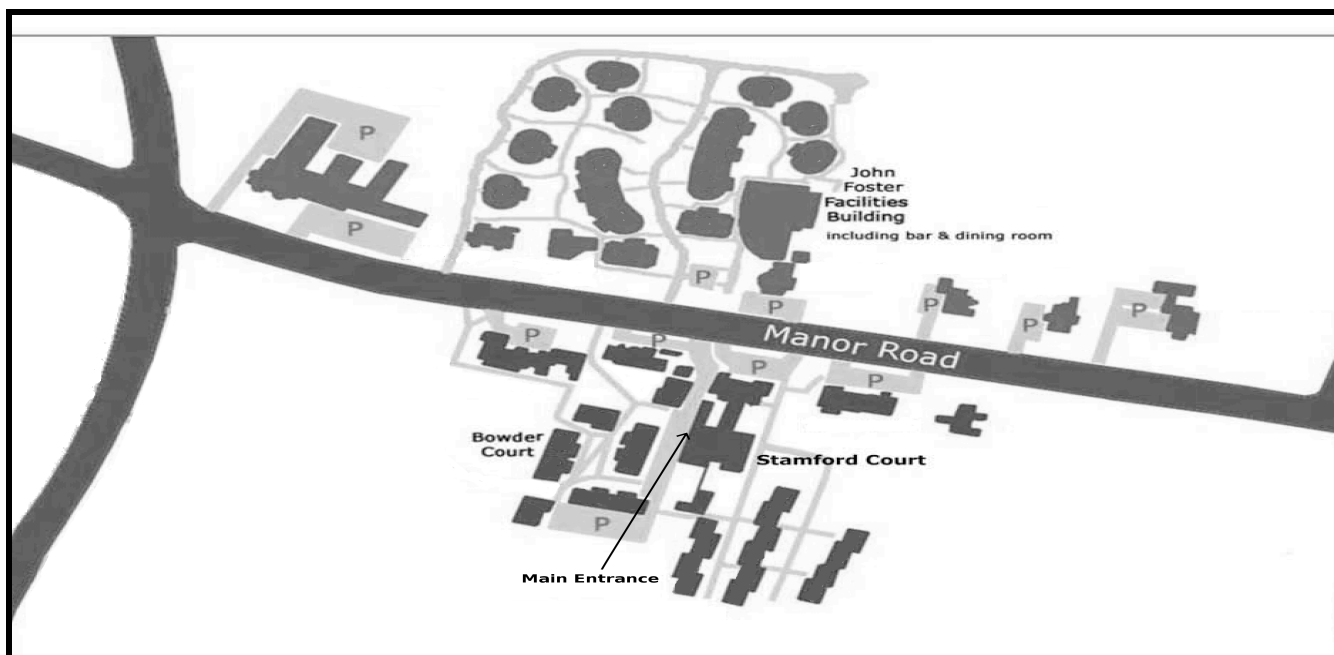 P
John
Foster
Facilities
Building
including bar & dining room
P
P
P
P
P
P
P
P
Manor Road
P
P
Bowder
Court
Stamford Court
P
Main Entrance